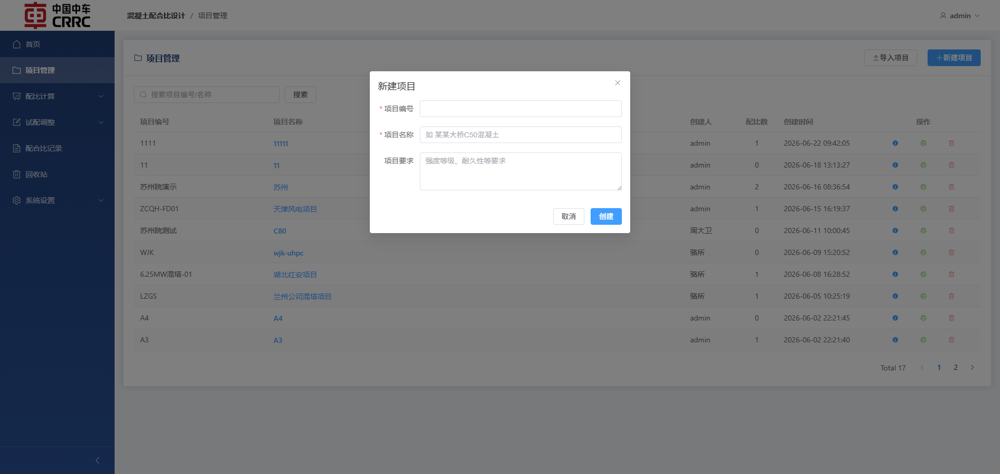 中国中车
CRRC
混凝土配合比设计 / 项目管理
admin
首页
项目管理
配比计算
试配调整
配合比记录
回收站
系统设置
项目管理
导入项目
新建项目
搜索项目编号/名称
搜索
项目编号 项目名称 创建人 配比数 创建时间 操作
1111 11111 admin 1 2026-06-22 09:42:05
11 11 admin 0 2026-06-18 13:13:27
苏州院演示 苏州 admin 2 2026-06-16 08:36:54
ZCQH-FD01 天津风电项目 admin 1 2026-06-15 16:19:37
苏州院测试 C80 周大卫 0 2026-06-11 10:00:45
WJK wjk-uhpc 骆所 0 2026-06-09 15:20:52
6.25MW混塔-01 湖北红安项目 骆所 1 2026-06-08 16:28:52
LZGS 兰州公司混塔项目 骆所 1 2026-06-05 10:25:19
A4 A4 admin 0 2026-06-02 22:21:45
A3 A3 admin 1 2026-06-02 22:21:40
Total 17 1 2
新建项目
* 项目编号
* 项目名称 如 某某大桥C50混凝土
项目要求 强度等级、耐久性等要求
取消 创建